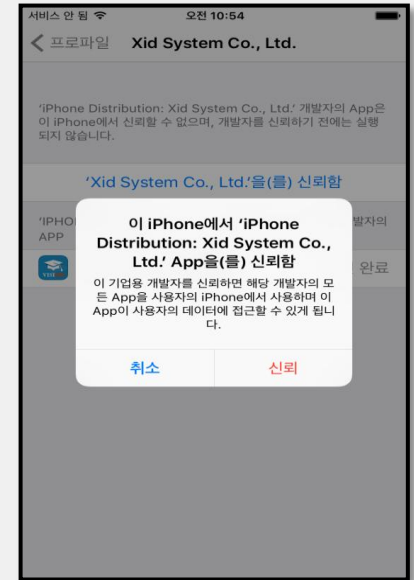 서비스 안 됨
오전 10:54
프로파일
Xid System Co., Ltd.
‘iPhone Distribution: Xid System Co., Ltd.’ 개발자의 App은
이 iPhone에서 신뢰할 수 없으며, 개발자를 신뢰하기 전에는 실행
되지 않습니다.
‘Xid System Co., Ltd.’을(를) 신뢰함
‘IPHO
발자의
APP
완료
이 iPhone에서 ‘iPhone
Distribution: Xid System Co.,
Ltd.’ App을(를) 신뢰함
이 기업용 개발자를 신뢰하면 해당 개발자의 모
든 App을 사용자의 iPhone에서 사용하며 이
App이 사용자의 데이터에 접근할 수 있게 됩니
다.
취소
신뢰